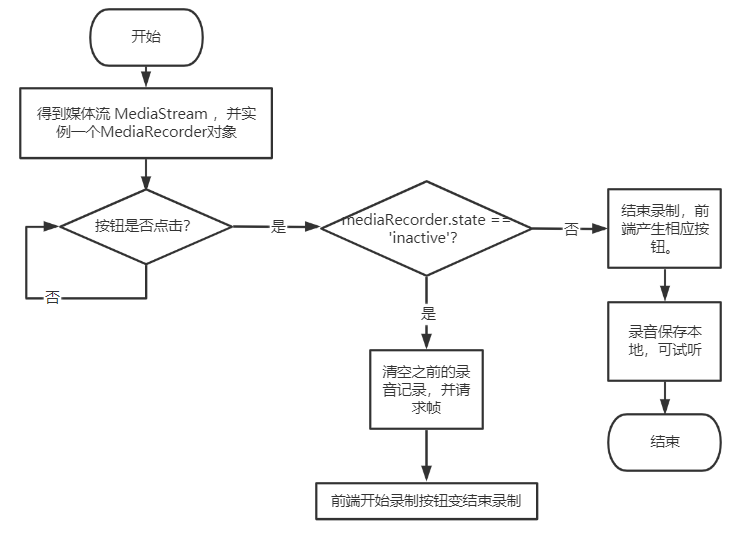 开始
得到媒体流 MediaStream ，并实
例一个MediaRecorder对象
按钮是否点击？
否
是
mediaRecorder.state ==
'inactive'？
否
是
清空之前的录
音记录，并请
求帧
前端开始录制按钮变结束录制
结束录制，前
端产生相应按
钮。
录音保存本
地，可试听
结束